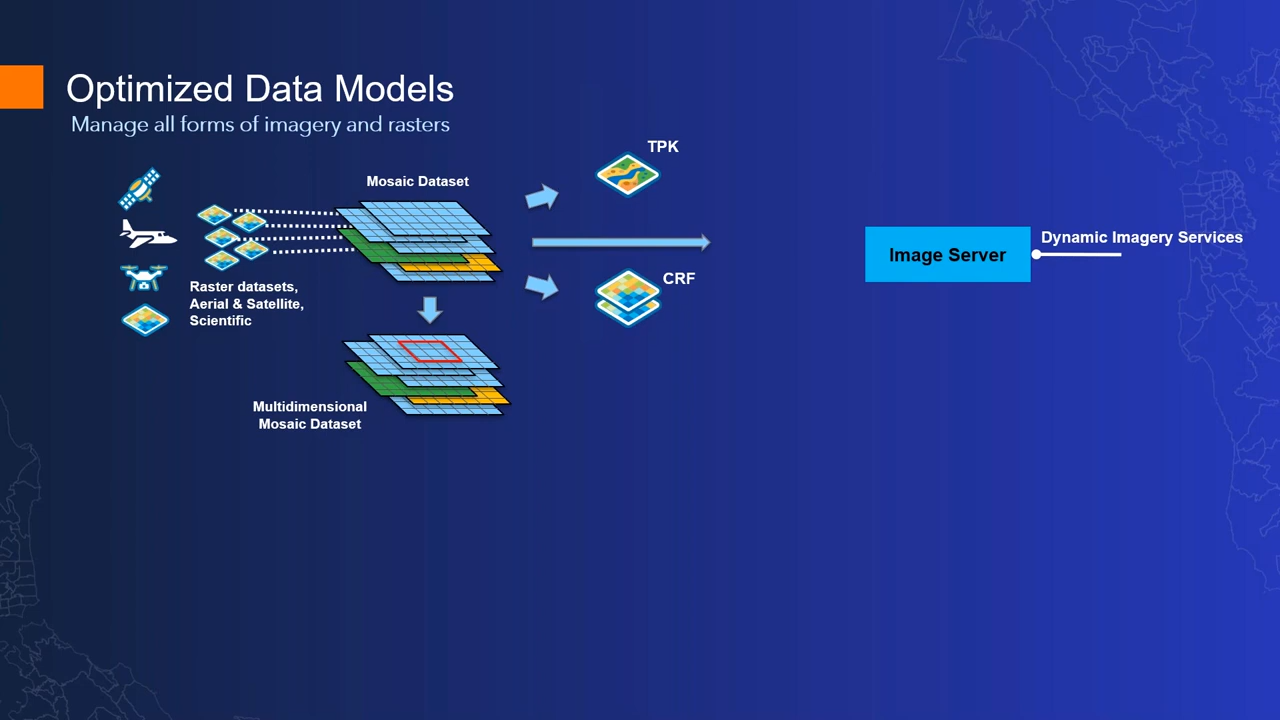 Optimized Data Models
Manage all forms of imagery and rasters
TPK
Mosaic Dataset
Dynamic Imagery Services
Image Server
CRF
Raster datasets,
Aerial & Satellite,
Scientific
Multidimensional
Mosaic Dataset